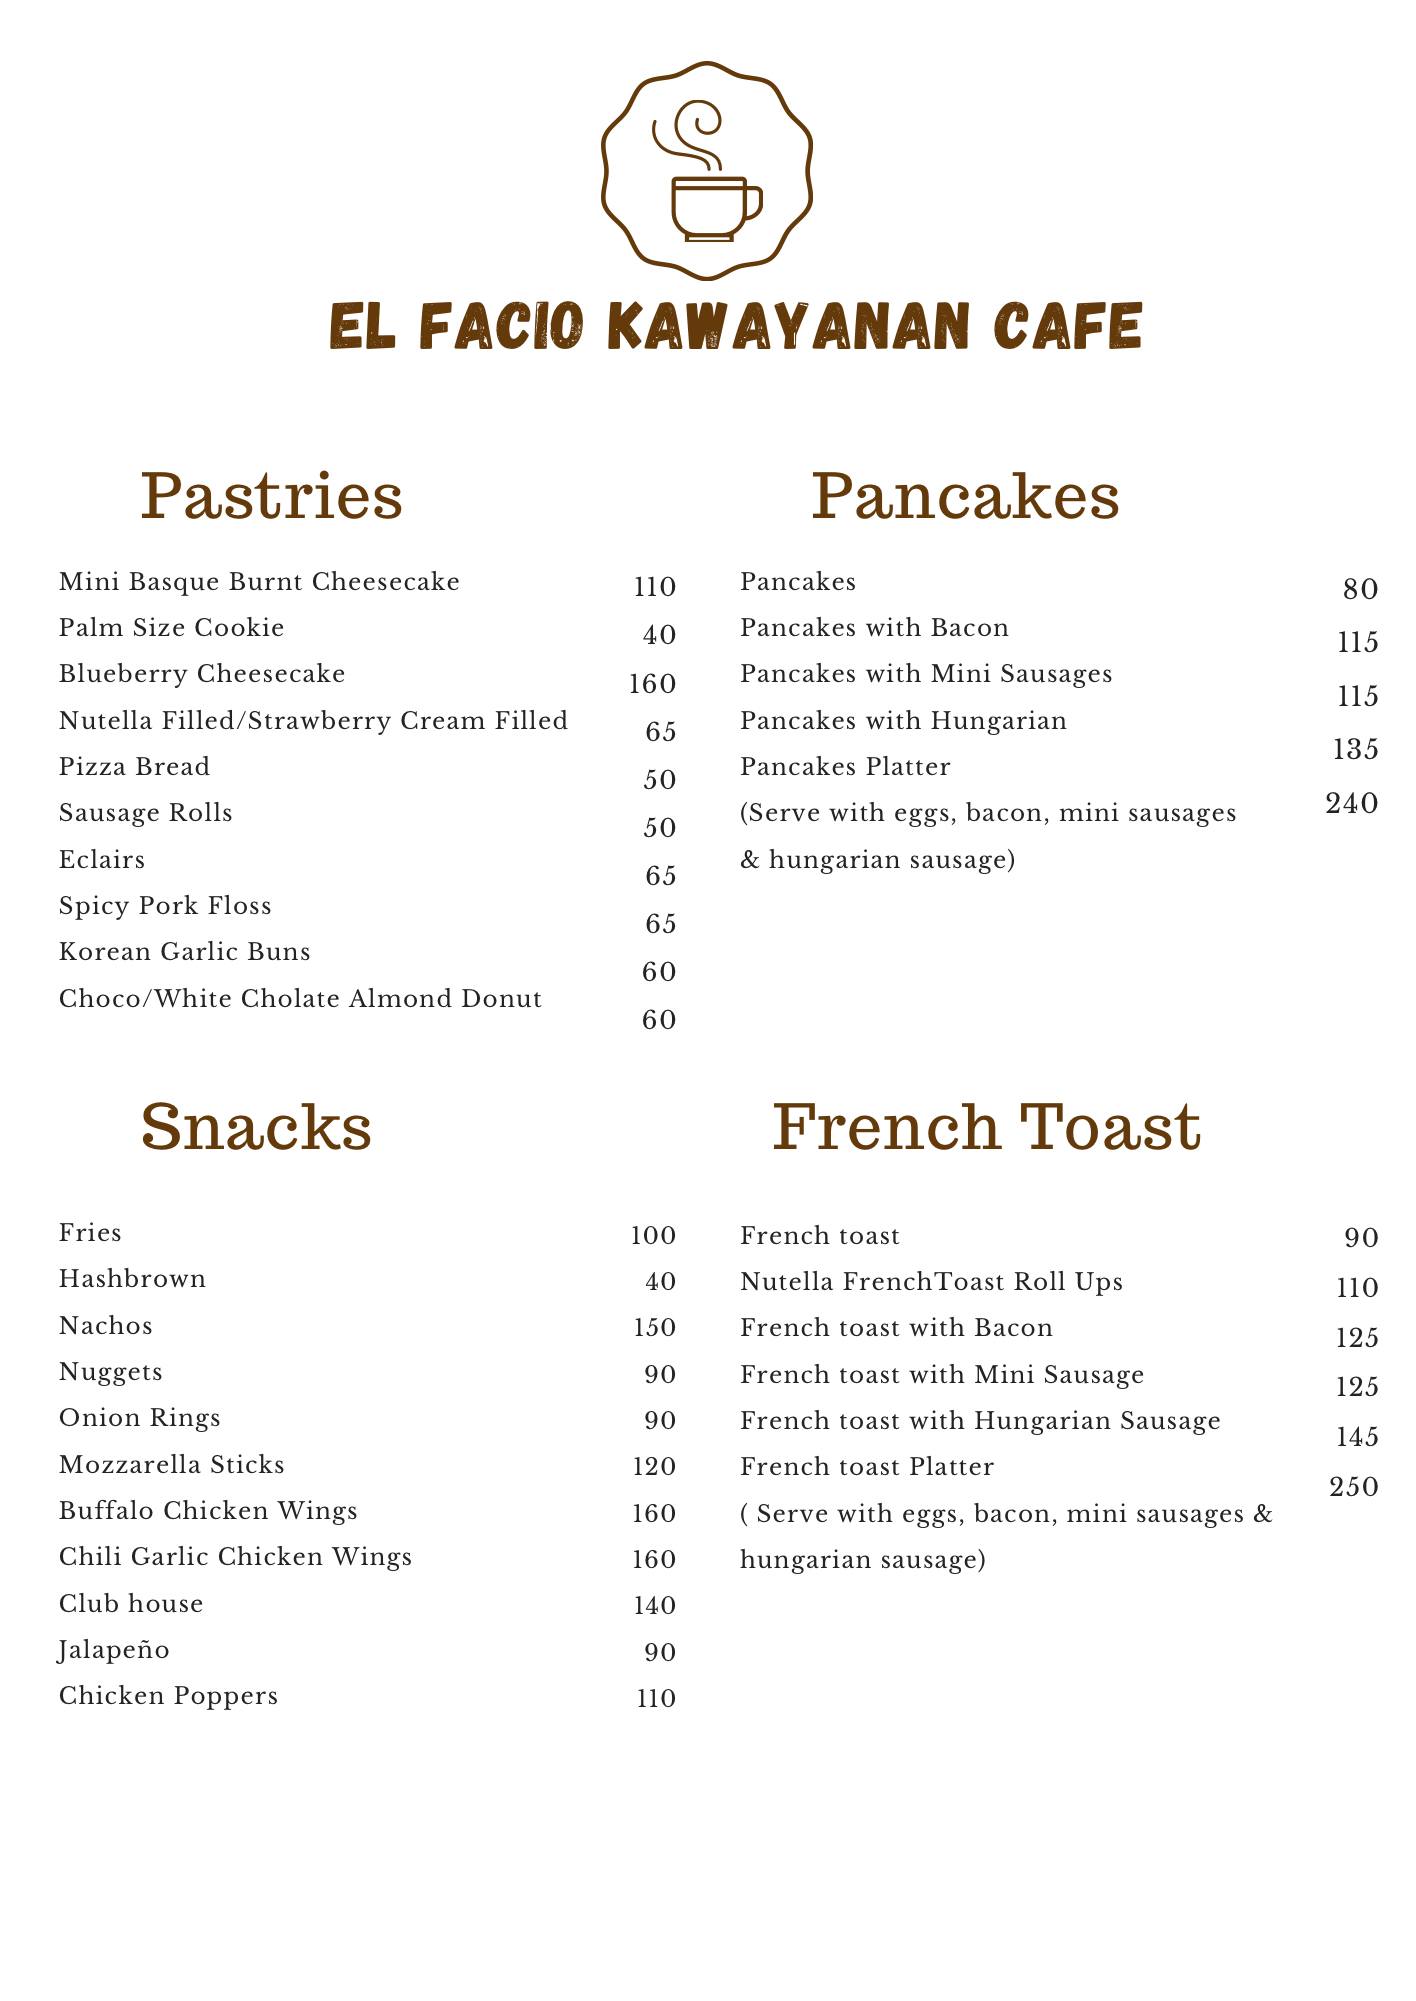 EL FACIO KAWAYANAN CAFE
Pastries
Mini Basque Burnt Cheesecake 110
Palm Size Cookie 40
Blueberry Cheesecake 160
Nutella Filled/Strawberry Cream Filled 65
Pizza Bread 50
Sausage Rolls 50
Eclairs 65
Spicy Pork Floss 65
Korean Garlic Buns 60
Choco/White Cholate Almond Donut 60
Pancakes
Pancakes 80
Pancakes with Bacon 115
Pancakes with Mini Sausages 115
Pancakes with Hungarian 135
Pancakes Platter 240
(Serve with eggs, bacon, mini sausages
& hungarian sausage)
Snacks
Fries 100
Hashbrown 40
Nachos 150
Nuggets 90
Onion Rings 90
Mozzarella Sticks 120
Buffalo Chicken Wings 160
Chili Garlic Chicken Wings 160
Club house 140
Jalapeño 90
Chicken Poppers 110
French Toast
French toast 90
Nutella FrenchToast Roll Ups 110
French toast with Bacon 125
French toast with Mini Sausage 125
French toast with Hungarian Sausage 145
French toast Platter 250
( Serve with eggs, bacon, mini sausages &
hungarian sausage)